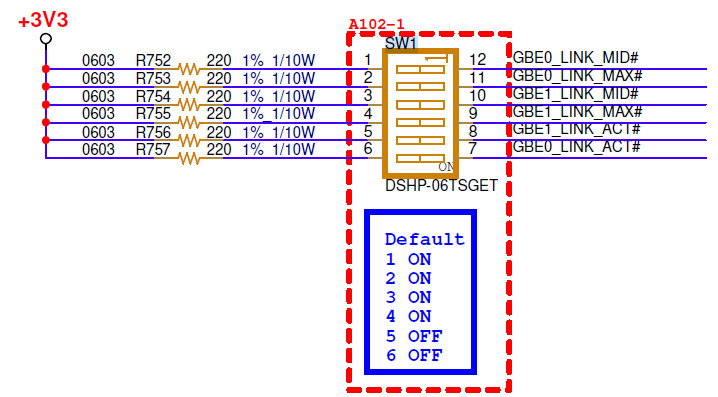 +3V3
A102-1
SW1
0603 R752 220 1% 1/10W 1 12 GBE0_LINK_MID#
0603 R753 220 1% 1/10W 2 11 GBE0_LINK_MAX#
0603 R754 220 1% 1/10W 3 10 GBE1_LINK_MID#
0603 R755 220 1% 1/10W 4 9 GBE1_LINK_MAX#
0603 R756 220 1% 1/10W 5 8 GBE1_LINK_ACT#
0603 R757 220 1% 1/10W 6 7 GBE0_LINK_ACT#
1
ON
DSHP-06TSGET
Default
1 ON
2 ON
3 ON
4 ON
5 OFF
6 OFF